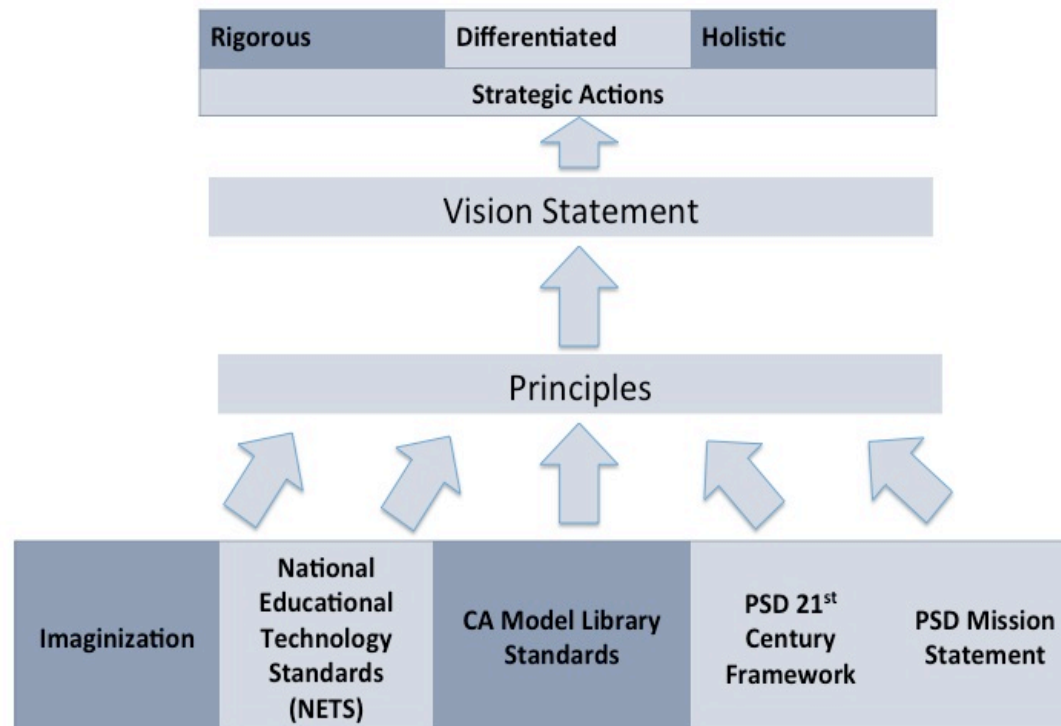 Rigorous
Differentiated
Holistic
Strategic Actions
Vision Statement
Principles
Imaginization
National
Educational
Technology
Standards
(NETS)
CA Model Library
Standards
PSD 21st
Century
Framework
PSD Mission
Statement